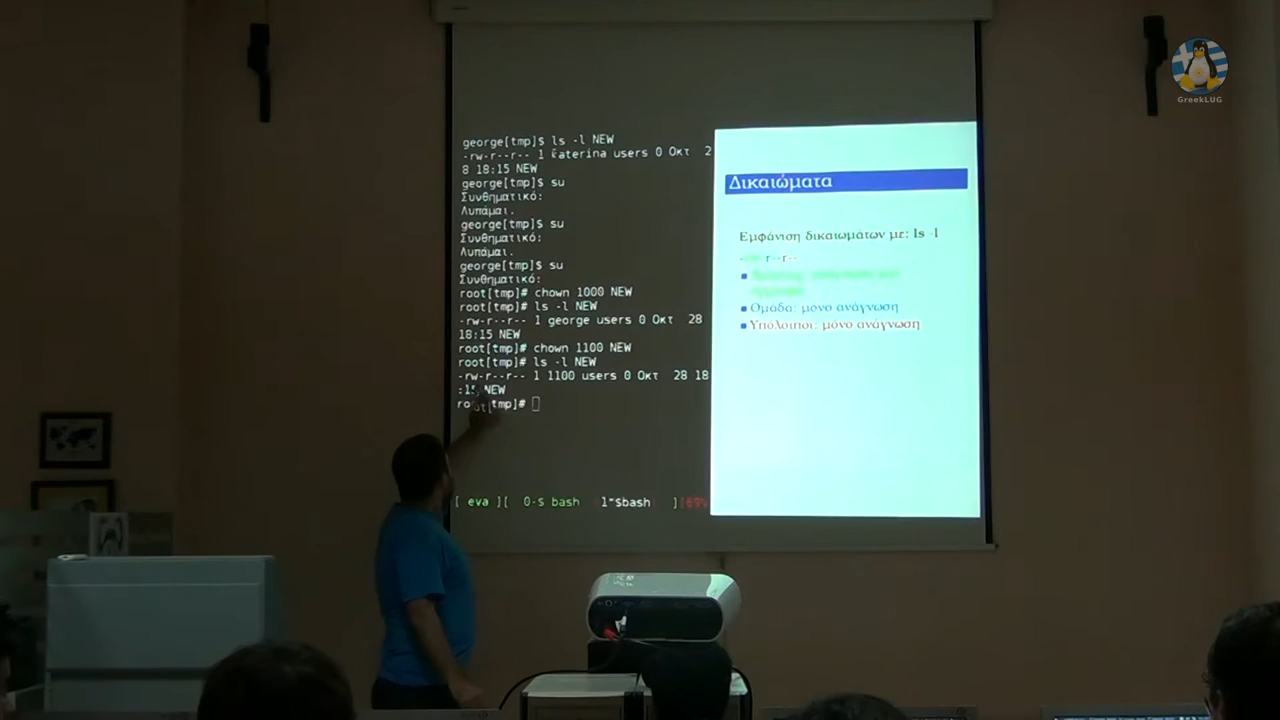 GreekLUG
george[tmp]$ ls -l NEW
-rw-r--r-- 1 katerina users 0 Οκτ 2
8 18:15 NEW
george[tmp]$ su
Συνθηματικό:
Λυπάμαι.
george[tmp]$ su
Συνθηματικό:
Λυπάμαι.
george[tmp]$ su
Συνθηματικό:
root[tmp]# chown 1000 NEW
root[tmp]# ls -l NEW
-rw-r--r-- 1 george users 0 Οκτ 28
18:15 NEW
root[tmp]# chown 1100 NEW
root[tmp]# ls -l NEW
-rw-r--r-- 1 1100 users 0 Οκτ 28 18
:15 NEW
root[tmp]#
[ eva ][ 0-$ bash 1-$bash ][69%
Δικαιώματα
Εμφάνιση δικαιωμάτων με: ls -l
r--r--
Ομάδα: μόνο ανάγνωση
Υπόλοιποι: μόνο ανάγνωση